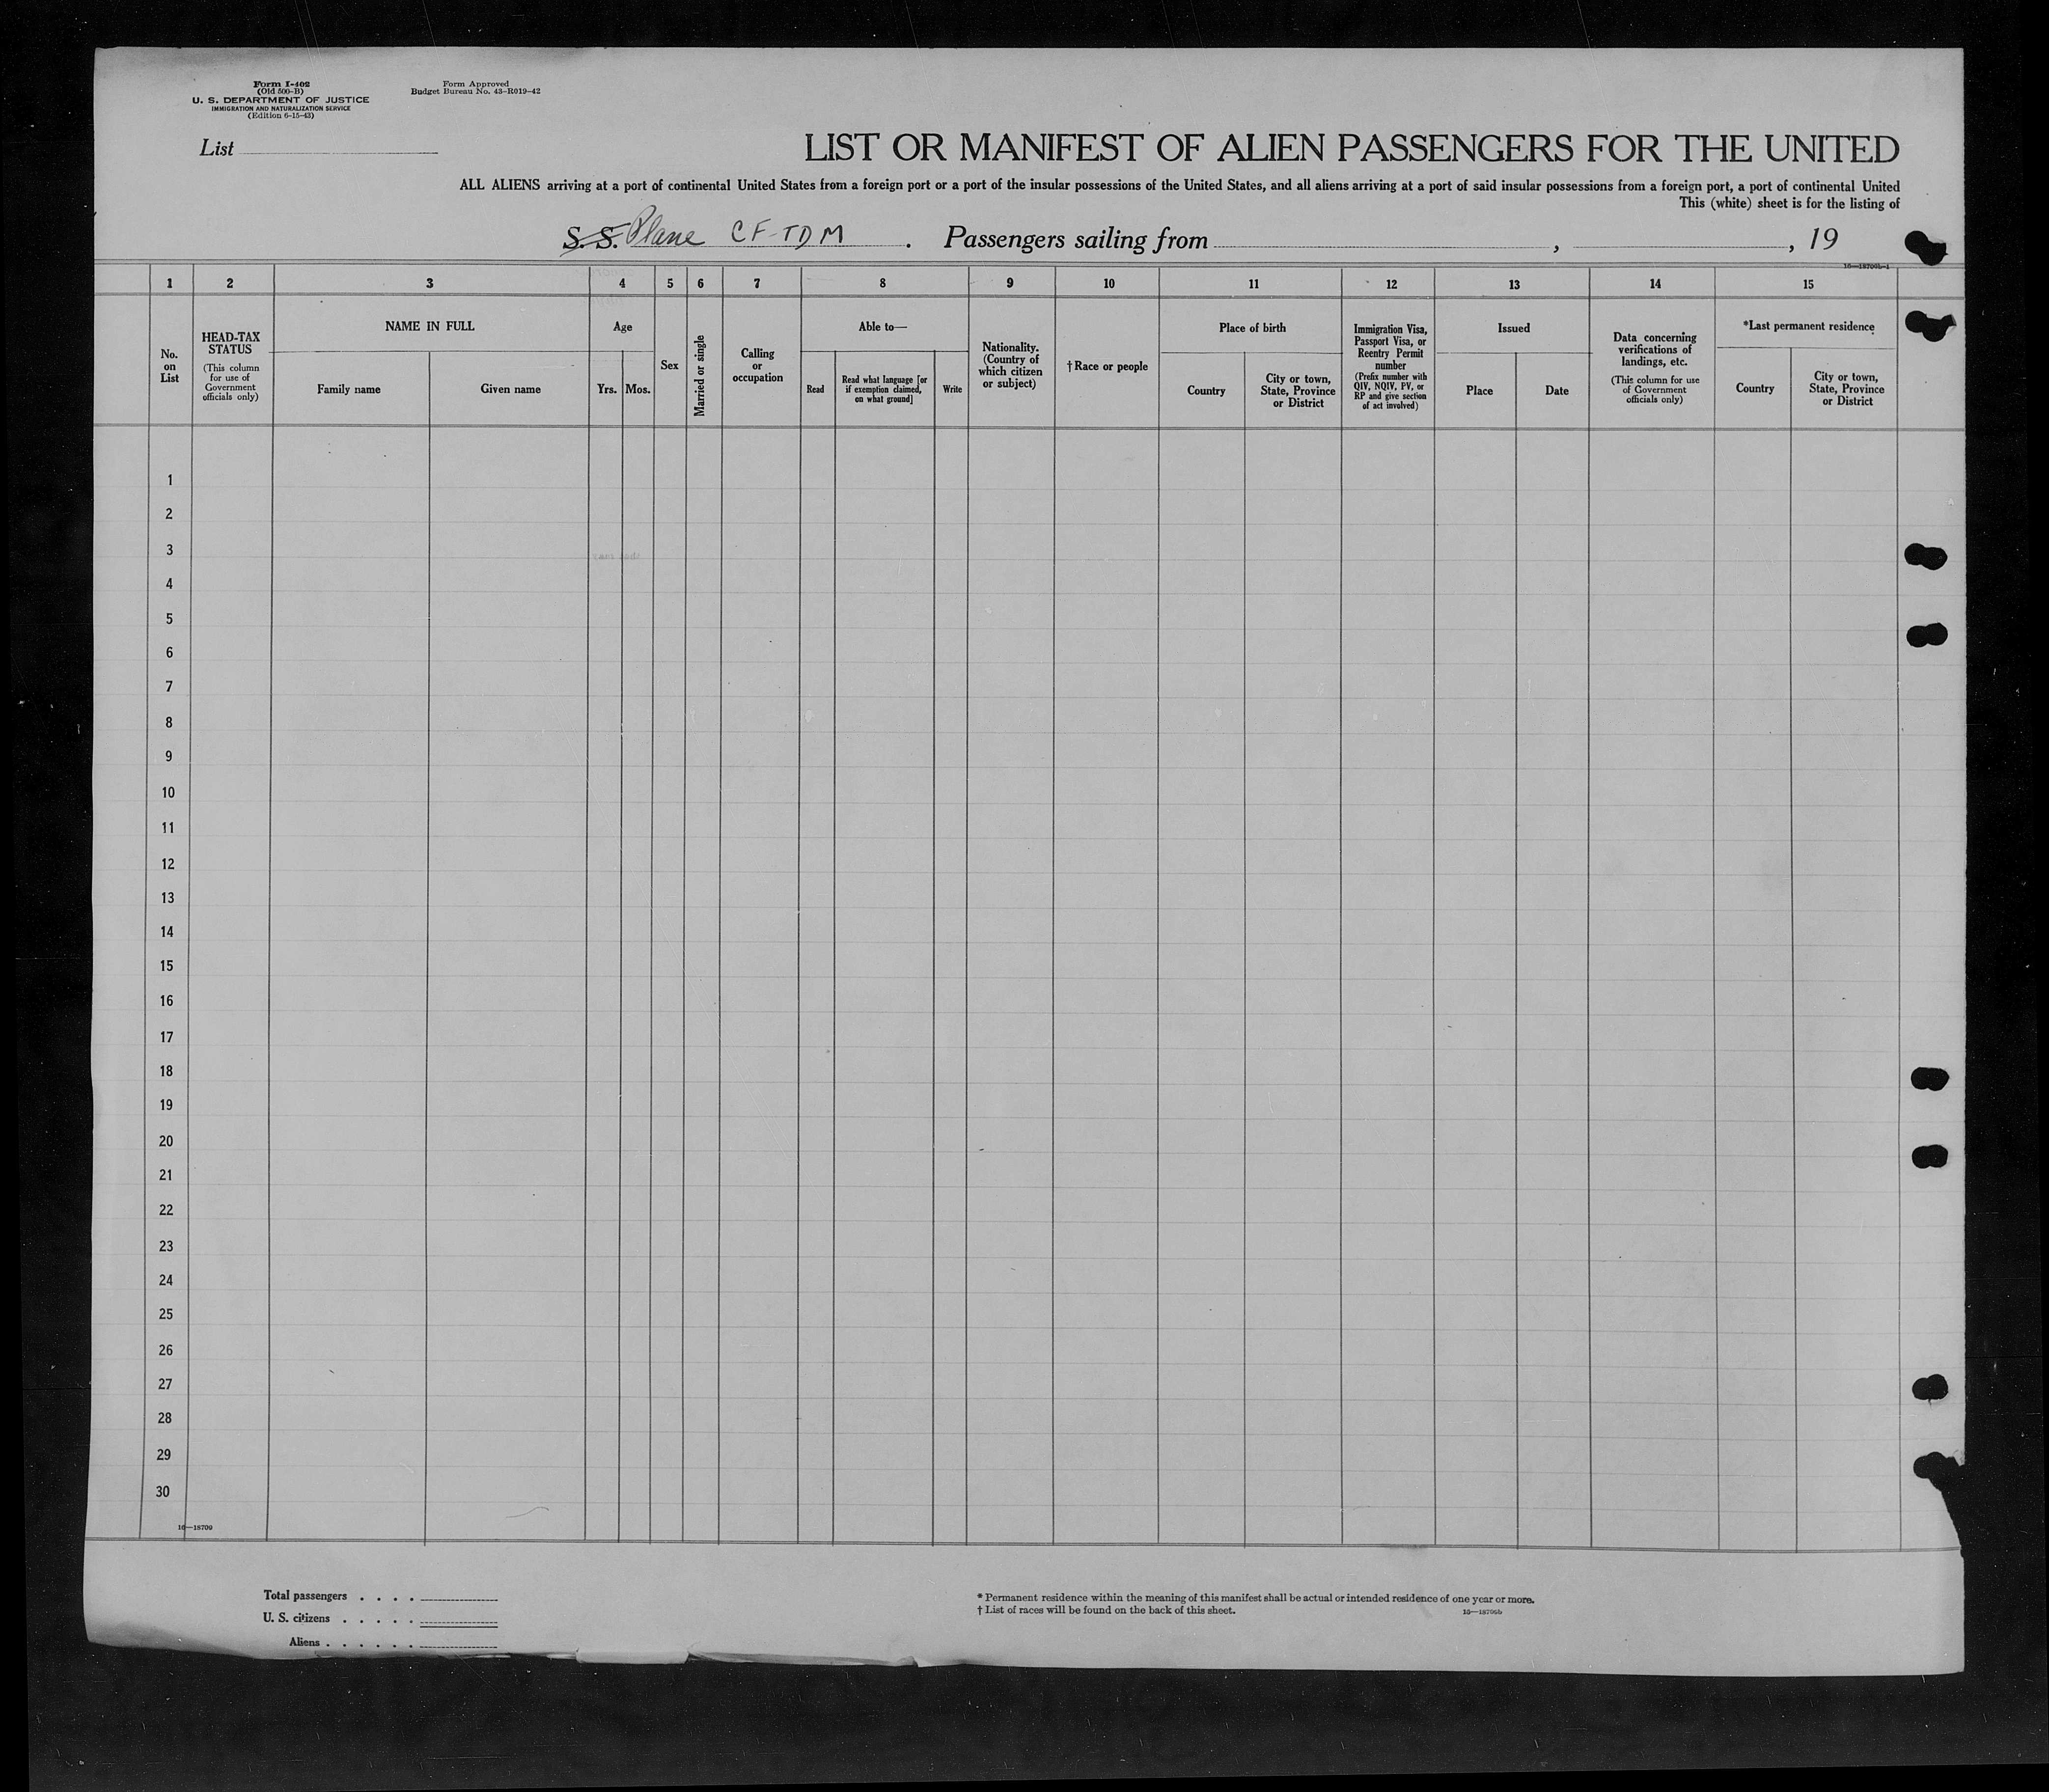 Form I-402
(Old 500-B)
U. S. DEPARTMENT OF JUSTICE
IMMIGRATION AND NATURALIZATION SERVICE
(Edition 6-15-43)
Form Approved
Budget Bureau No. 43-R019-42
List
LIST OR MANIFEST OF ALIEN PASSENGERS FOR THE UNITED
ALL ALIENS arriving at a port of continental United States from a foreign port or a port of the insular possessions of the United States, and all aliens arriving at a port of said insular possessions from a foreign port, a port of continental United
This (white) sheet is for the listing of
S. S. Plane CF-TDM . Passengers sailing from , , 19
16—18706b-1
1 2 3 4 5 6 7 8 9 10 11 12 13 14 15
No. on List
HEAD-TAX STATUS
(This column for use of Government officials only)
NAME IN FULL
Family name
Given name
Age
Yrs.
Mos.
Sex
Married or single
Calling or occupation
Able to—
Read
Read what language [or if exemption claimed, on what ground]
Write
Nationality. (Country of which citizen or subject)
† Race or people
Place of birth
Country
City or town, State, Province or District
Immigration Visa, Passport Visa, or Reentry Permit number
(Prefix number with QIV, NQIV, PV, or RP and give section of act involved)
Issued
Place
Date
Data concerning verifications of landings, etc.
(This column for use of Government officials only)
*Last permanent residence
Country
City or town, State, Province or District
1
2
3
4
5
6
7
8
9
10
11
12
13
14
15
16
17
18
19
20
21
22
23
24
25
26
27
28
29
30
16—18709
Total passengers . . . .
U. S. citizens . . . . .
Aliens . . . . . .
* Permanent residence within the meaning of this manifest shall be actual or intended residence of one year or more.
† List of races will be found on the back of this sheet.
16—18706b